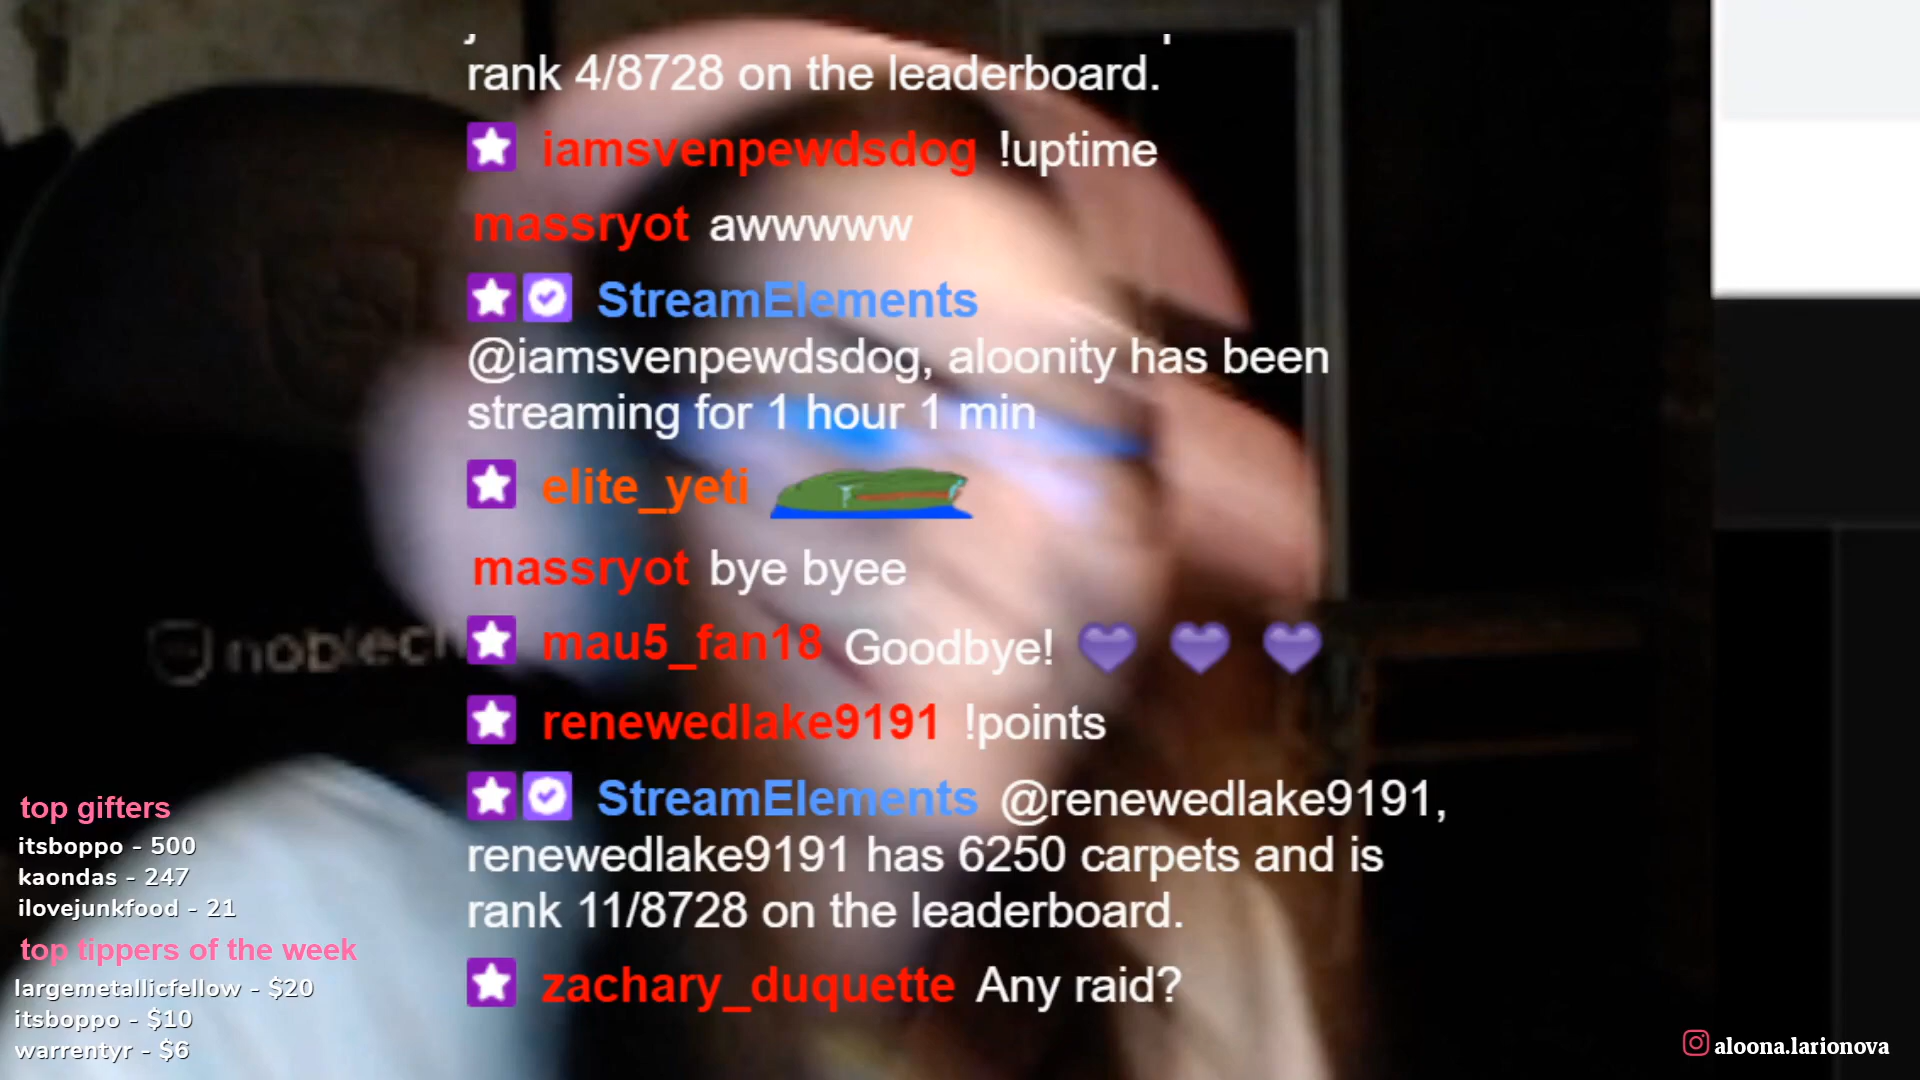 rank 4/8728 on the leaderboard.
iamsvenpewdsdog !uptime
massryot awwwww
StreamElements
@iamsvenpewdsdog, aloonity has been
streaming for 1 hour 1 min
elite_yeti
massryot bye byee
mau5_fan18 Goodbye!
renewedlake9191 !points
StreamElements @renewedlake9191,
renewedlake9191 has 6250 carpets and is
rank 11/8728 on the leaderboard.
zachary_duquette Any raid?
noblech
top gifters
itsboppo - 500
kaondas - 247
ilovejunkfood - 21
top tippers of the week
largemetallicfellow - $20
itsboppo - $10
warrentyr - $6
aloona.larionova